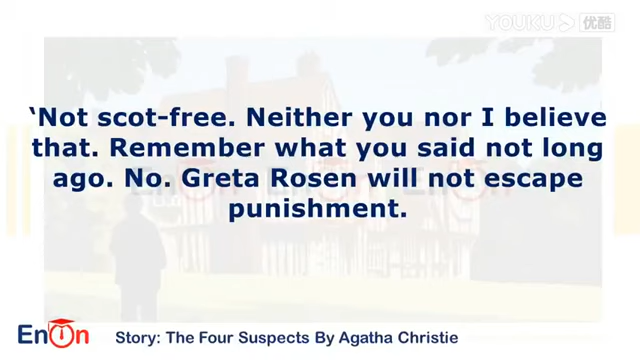 YOUKU 优酷
‘Not scot-free. Neither you nor I believe
that. Remember what you said not long
ago. No. Greta Rosen will not escape
punishment.
EnOn
Story: The Four Suspects By Agatha Christie